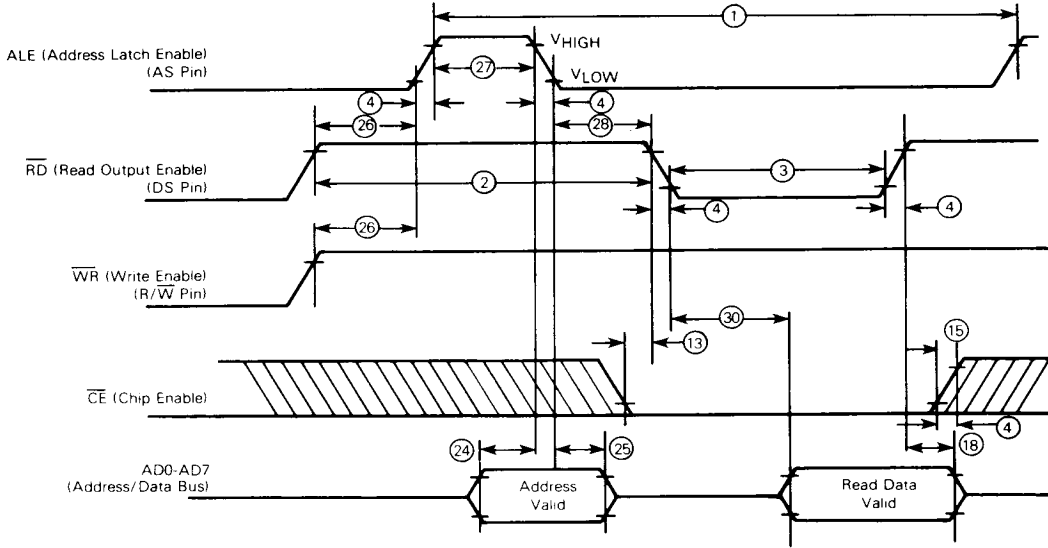 1
ALE (Address Latch Enable)
(AS Pin)
VHIGH
27
VLOW
4
4
26
28
RD (Read Output Enable)
(DS Pin)
2
3
4
4
26
WR (Write Enable)
(R/W Pin)
30
13
15
CE (Chip Enable)
4
24
25
18
AD0-AD7
(Address/Data Bus)
Address
Valid
Read Data
Valid